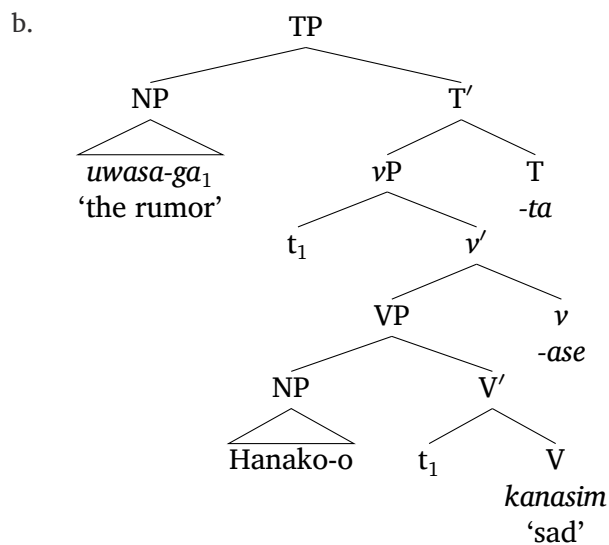 b.
TP
NP T′
uwasa-ga₁ vP T
‘the rumor’ -ta
t₁ v′
VP v
-ase
NP V′
Hanako-o t₁ V
kanasim
‘sad’